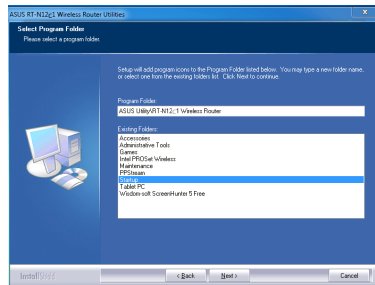 ASUS RT-N12c1 Wireless Router Utilities
Select Program Folder
Please select a program folder.
Setup will add program icons to the Program Folder listed below. You may type a new folder name,
or select one from the existing folders list. Click Next to continue.
Program Folder:
ASUS Utility\RT-N12c1 Wireless Router
Existing Folders:
Accessories
Administrative Tools
Games
Intel PROSet Wireless
Maintenance
PPStream
Startup
Tablet PC
Wisdom-soft ScreenHunter 5 Free
InstallShield
< Back
Next >
Cancel